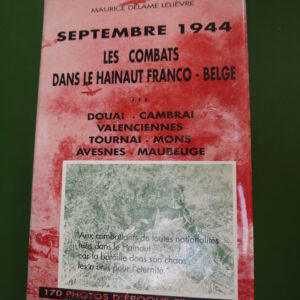 MAURICE DELAME LELIÈVRE
SEPTEMBRE 1944
LES COMBATS
DANS LE HAINAUT FRANCO - BELGE
...
DOUAI - CAMBRAI
VALENCIENNES
TOURNAI - MONS
AVESNES - MAUBEUGE
"Aux combattants de toutes nationalités
tués dans le Hainaut
car la bataille dans son chaos
les a unis pour l'éternité."
170 PHOTOS D'ÉPOQUE